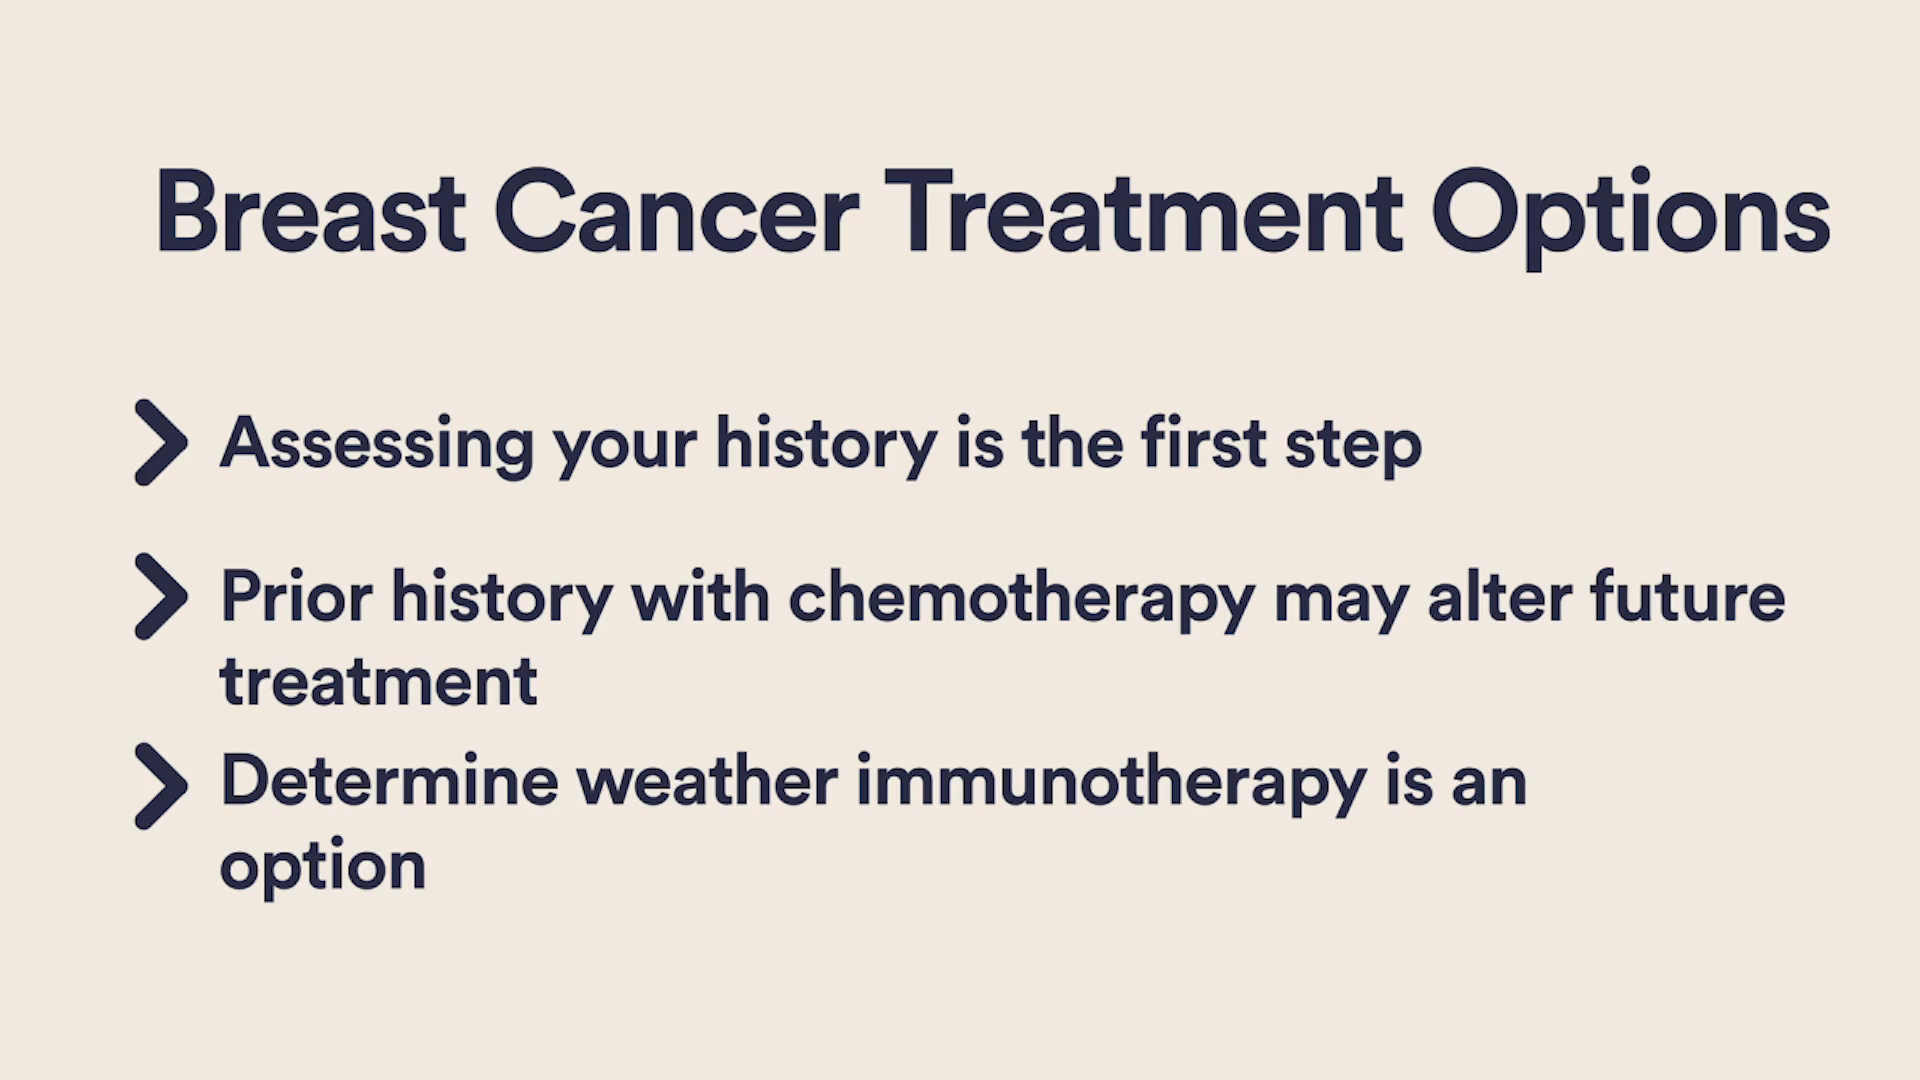 Breast Cancer Treatment Options
Assessing your history is the first step
Prior history with chemotherapy may alter future
treatment
Determine weather immunotherapy is an
option